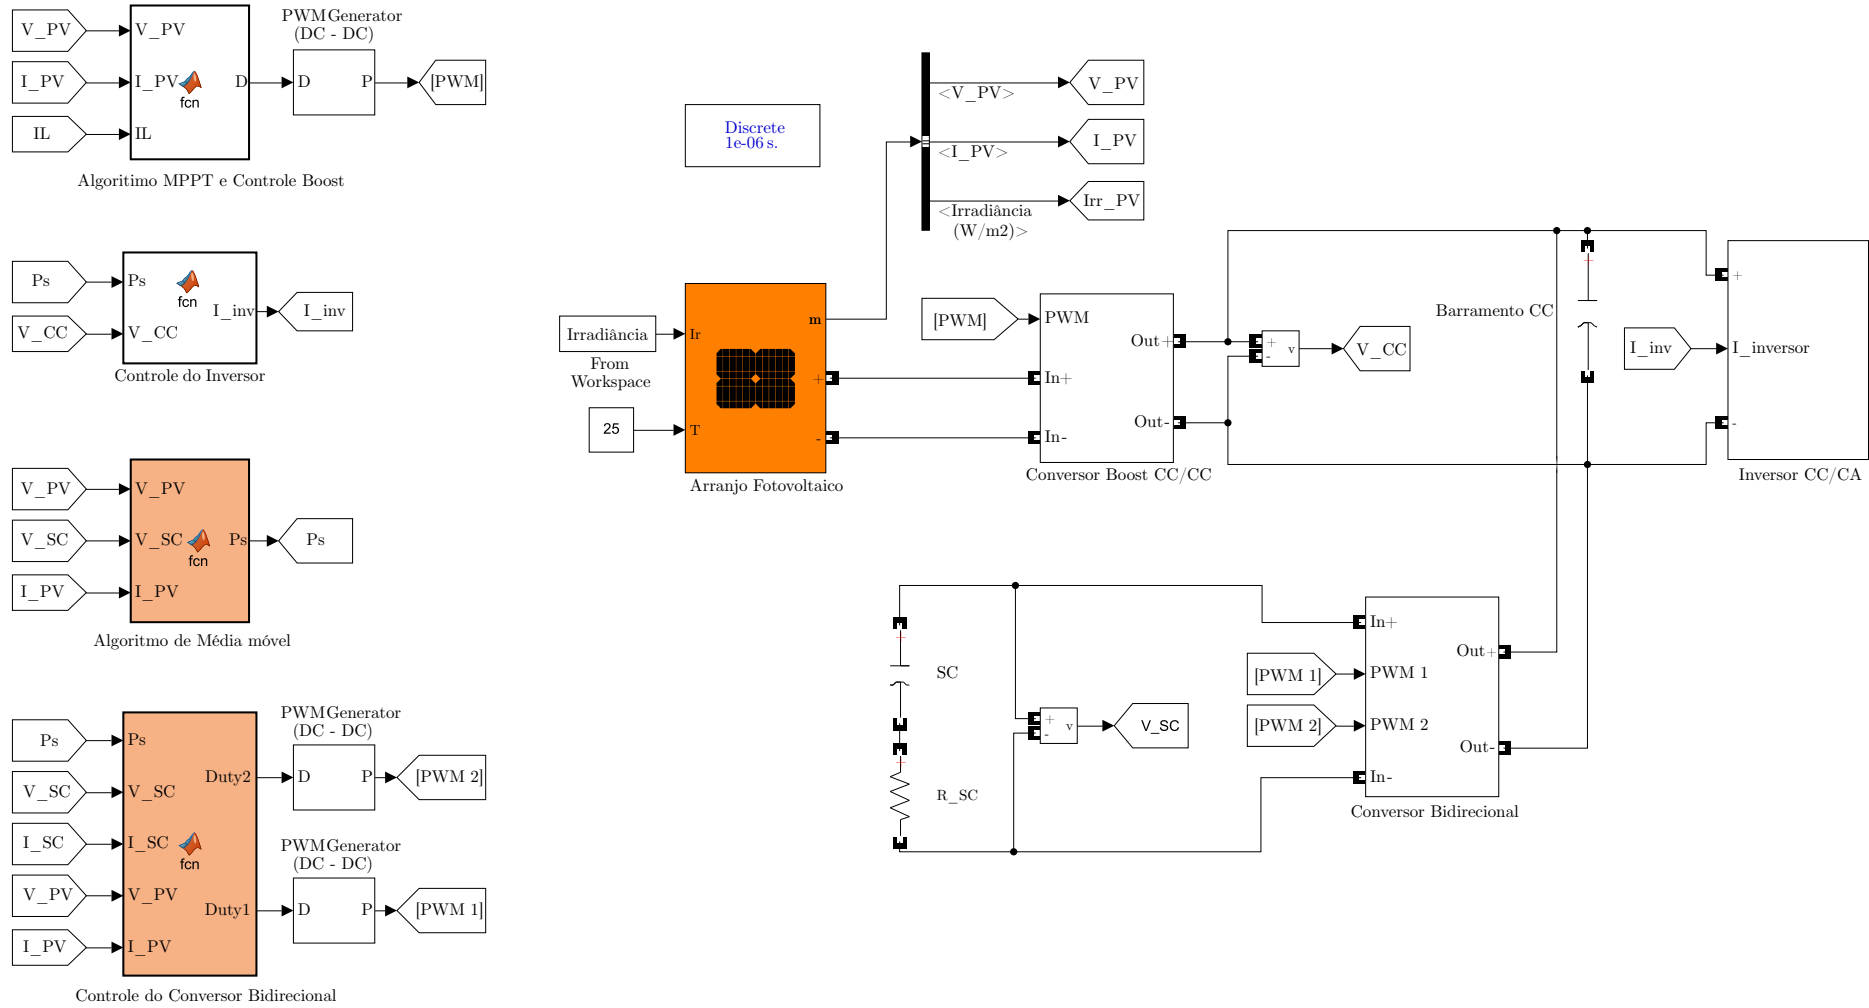 V_PV
I_PV
IL
V_PV
I_PV
IL
fcn
D
PWM Generator
(DC - DC)
D
P
[PWM]
Algoritimo MPPT e Controle Boost
Ps
V_CC
Ps
V_CC
fcn
I_inv
I_inv
Controle do Inversor
V_PV
V_SC
I_PV
V_PV
V_SC
I_PV
fcn
Ps
Ps
Algoritmo de Média móvel
Ps
V_SC
I_SC
V_PV
I_PV
Ps
V_SC
I_SC
V_PV
I_PV
fcn
Duty2
Duty1
PWM Generator
(DC - DC)
D
P
[PWM 2]
PWM Generator
(DC - DC)
D
P
[PWM 1]
Controle do Conversor Bidirecional
Discrete
1e-06 s.
<V_PV>
<I_PV>
<Irradiância
(W/m2)>
V_PV
I_PV
Irr_PV
Irradiância
From
Workspace
25
Ir
T
m
+
-
Arranjo Fotovoltaico
[PWM]
PWM
In+
In-
Out+
Out-
Conversor Boost CC/CC
+
-
v
V_CC
Barramento CC
+
I_inv
+
I_inversor
-
Inversor CC/CA
+
SC
+
R_SC
+
-
v
V_SC
[PWM 1]
[PWM 2]
In+
PWM 1
PWM 2
In-
Out+
Out-
Conversor Bidirecional